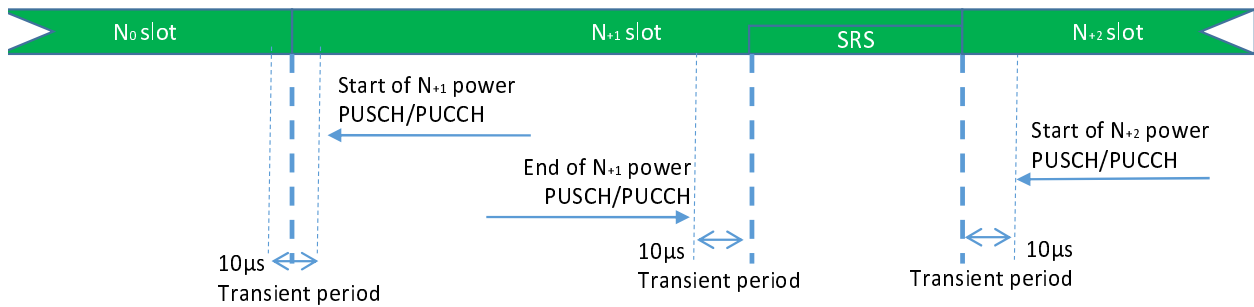 N₀ slot
N₊₁ slot
SRS
N₊₂ slot
Start of N₊₁ power
PUSCH/PUCCH
End of N₊₁ power
PUSCH/PUCCH
Start of N₊₂ power
PUSCH/PUCCH
10µs
Transient period
10µs
Transient period
10µs
Transient period